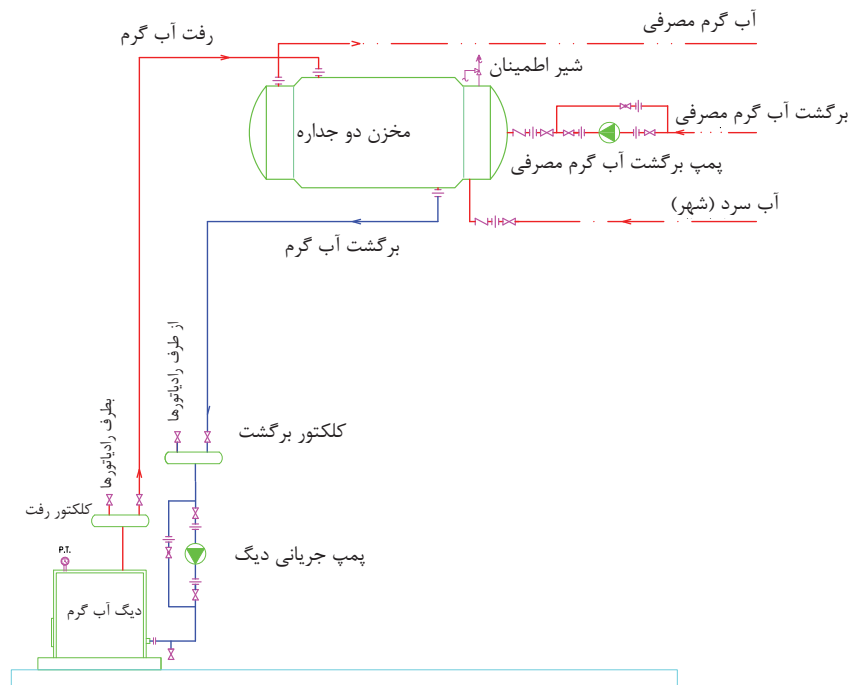 آب گرم مصرفی
رفت آب گرم
شیر اطمینان
برگشت آب گرم مصرفی
مخزن دو جداره
پمپ برگشت آب گرم مصرفی
آب سرد (شهر)
برگشت آب گرم
از طرف رادیاتورها
کلکتور برگشت
بطرف رادیاتورها
کلکتور رفت
P.T.
پمپ جریانی دیگ
دیگ آب گرم